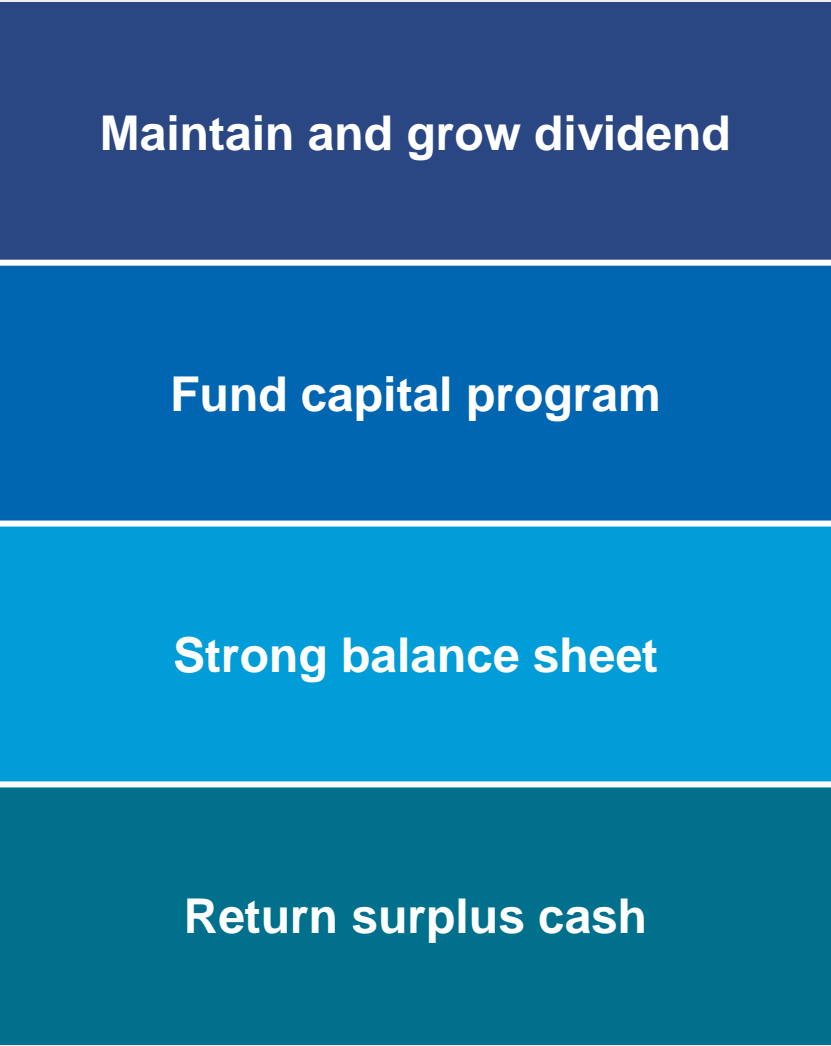 Maintain and grow dividend
Fund capital program
Strong balance sheet
Return surplus cash